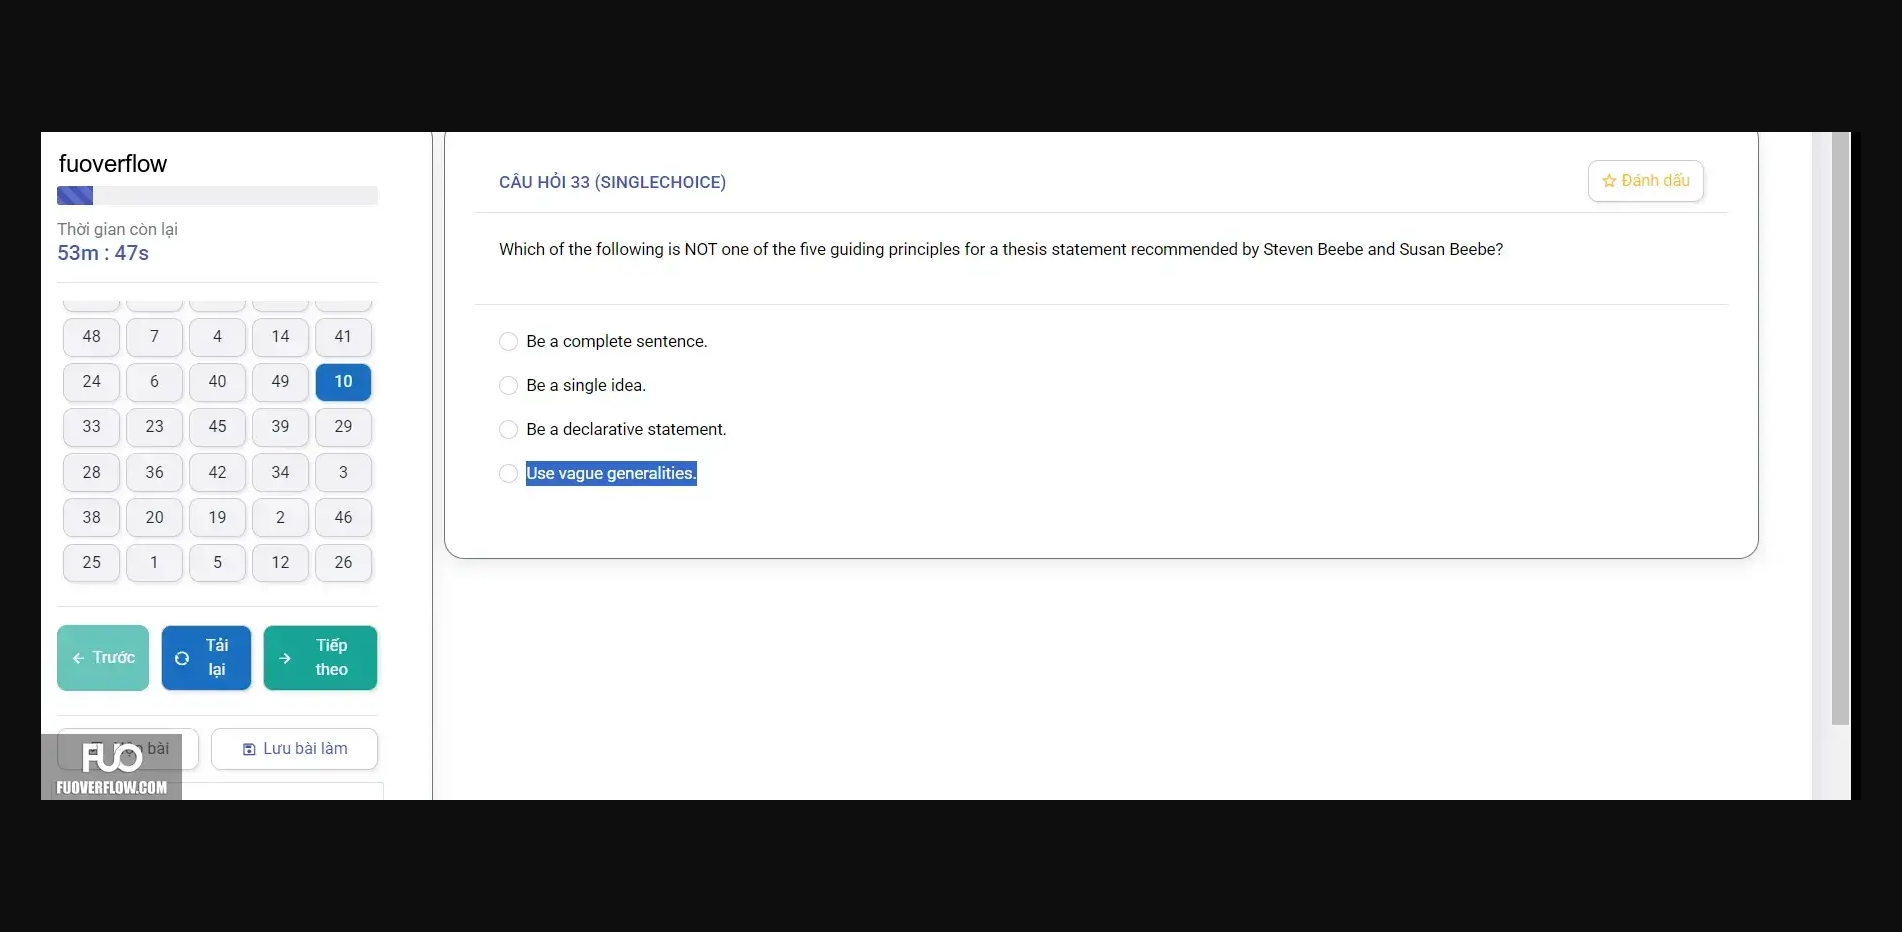 fuoverflow
Thời gian còn lại
53m : 47s
48 7 4 14 41
24 6 40 49 10
33 23 45 39 29
28 36 42 34 3
38 20 19 2 46
25 1 5 12 26
← Trước
Tải lại
→ Tiếp theo
bài
Lưu bài làm
FUO
FUOVERFLOW.COM
CÂU HỎI 33 (SINGLECHOICE)
Đánh dấu
Which of the following is NOT one of the five guiding principles for a thesis statement recommended by Steven Beebe and Susan Beebe?
Be a complete sentence.
Be a single idea.
Be a declarative statement.
Use vague generalities.